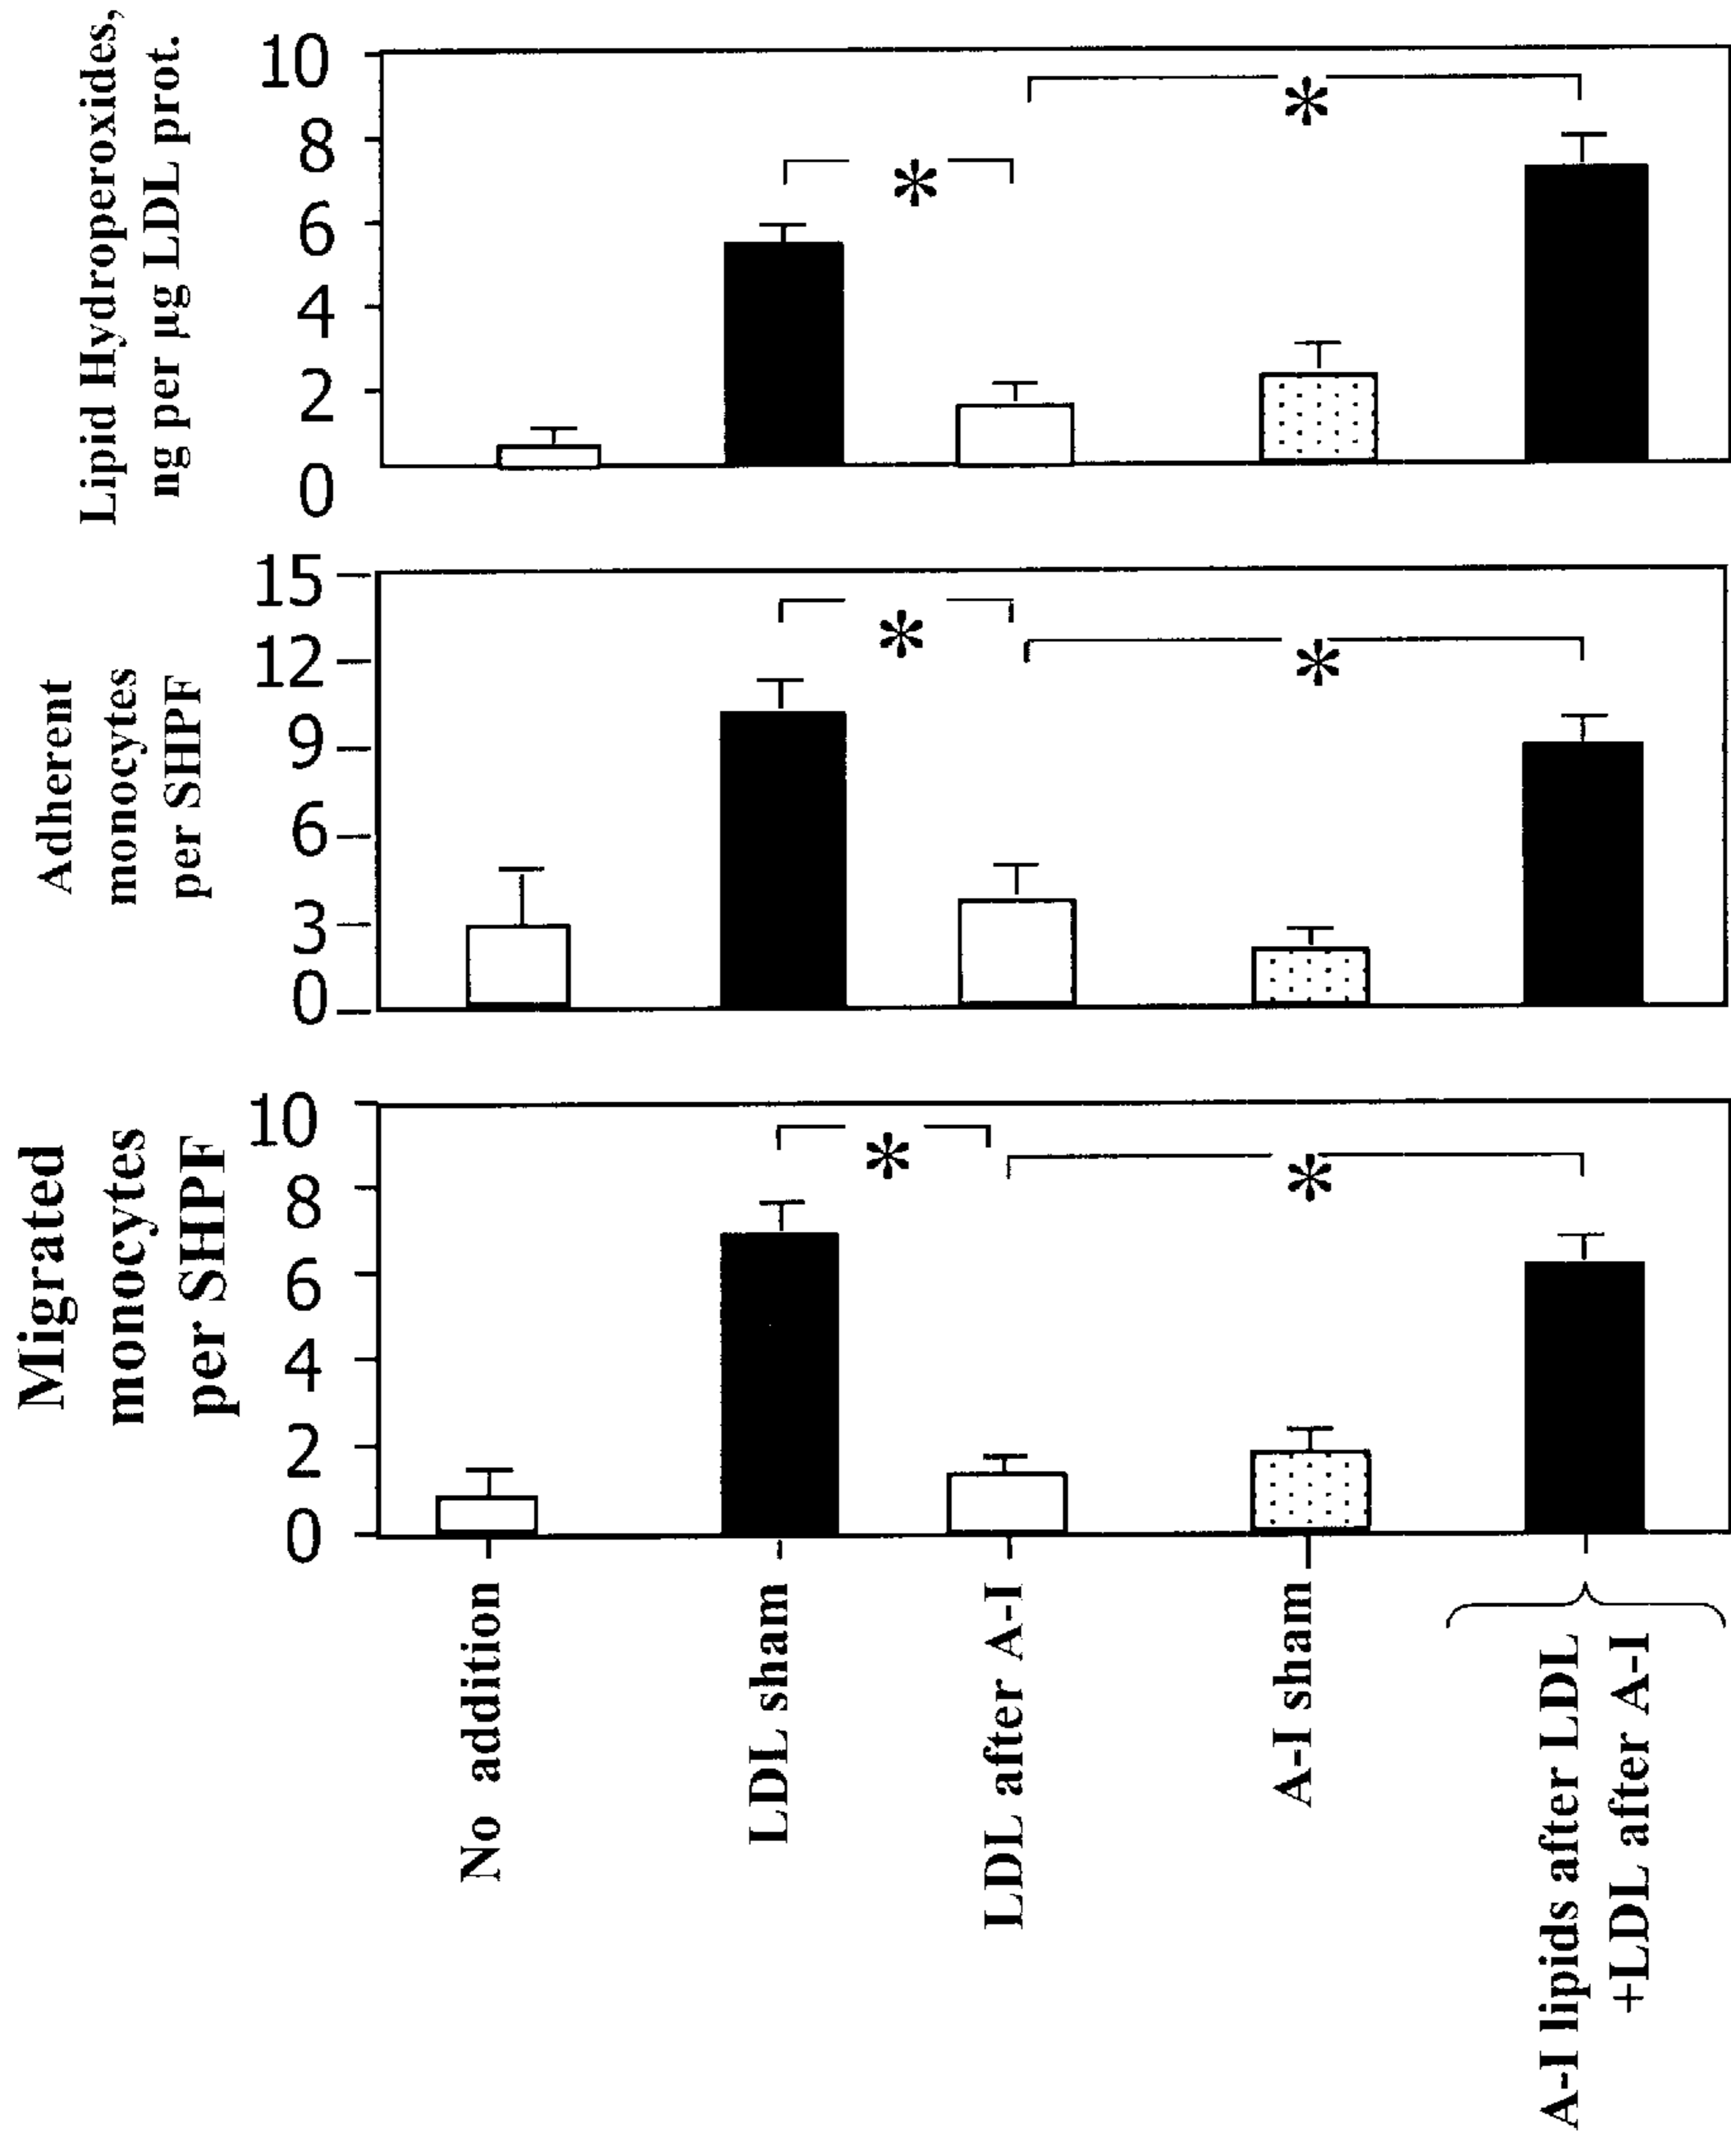 Lipid Hydroperoxides,
ng per µg LDL prot.
10
8
6
4
2
0
*
*
Adherent
monocytes
per SHPF
15
12
9
6
3
0
*
*
Migrated
monocytes
per SHPF
10
8
6
4
2
0
*
*
No addition
LDL sham
LDL after A-I
A-I sham
A-I lipids after LDL
+LDL after A-I